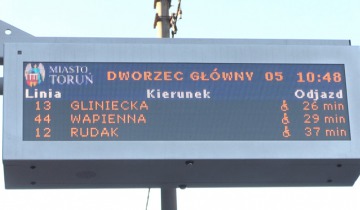 MIASTO
TORUŃ
DWORZEC GŁÓWNY 05 10:48
Linia Kierunek Odjazd
13 GLINIECKA 26 min
44 WAPIENNA 29 min
12 RUDAK 37 min